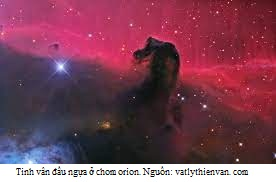 Tinh vân đầu ngựa ở chom orion. Nguồn: vatlythienvan. com